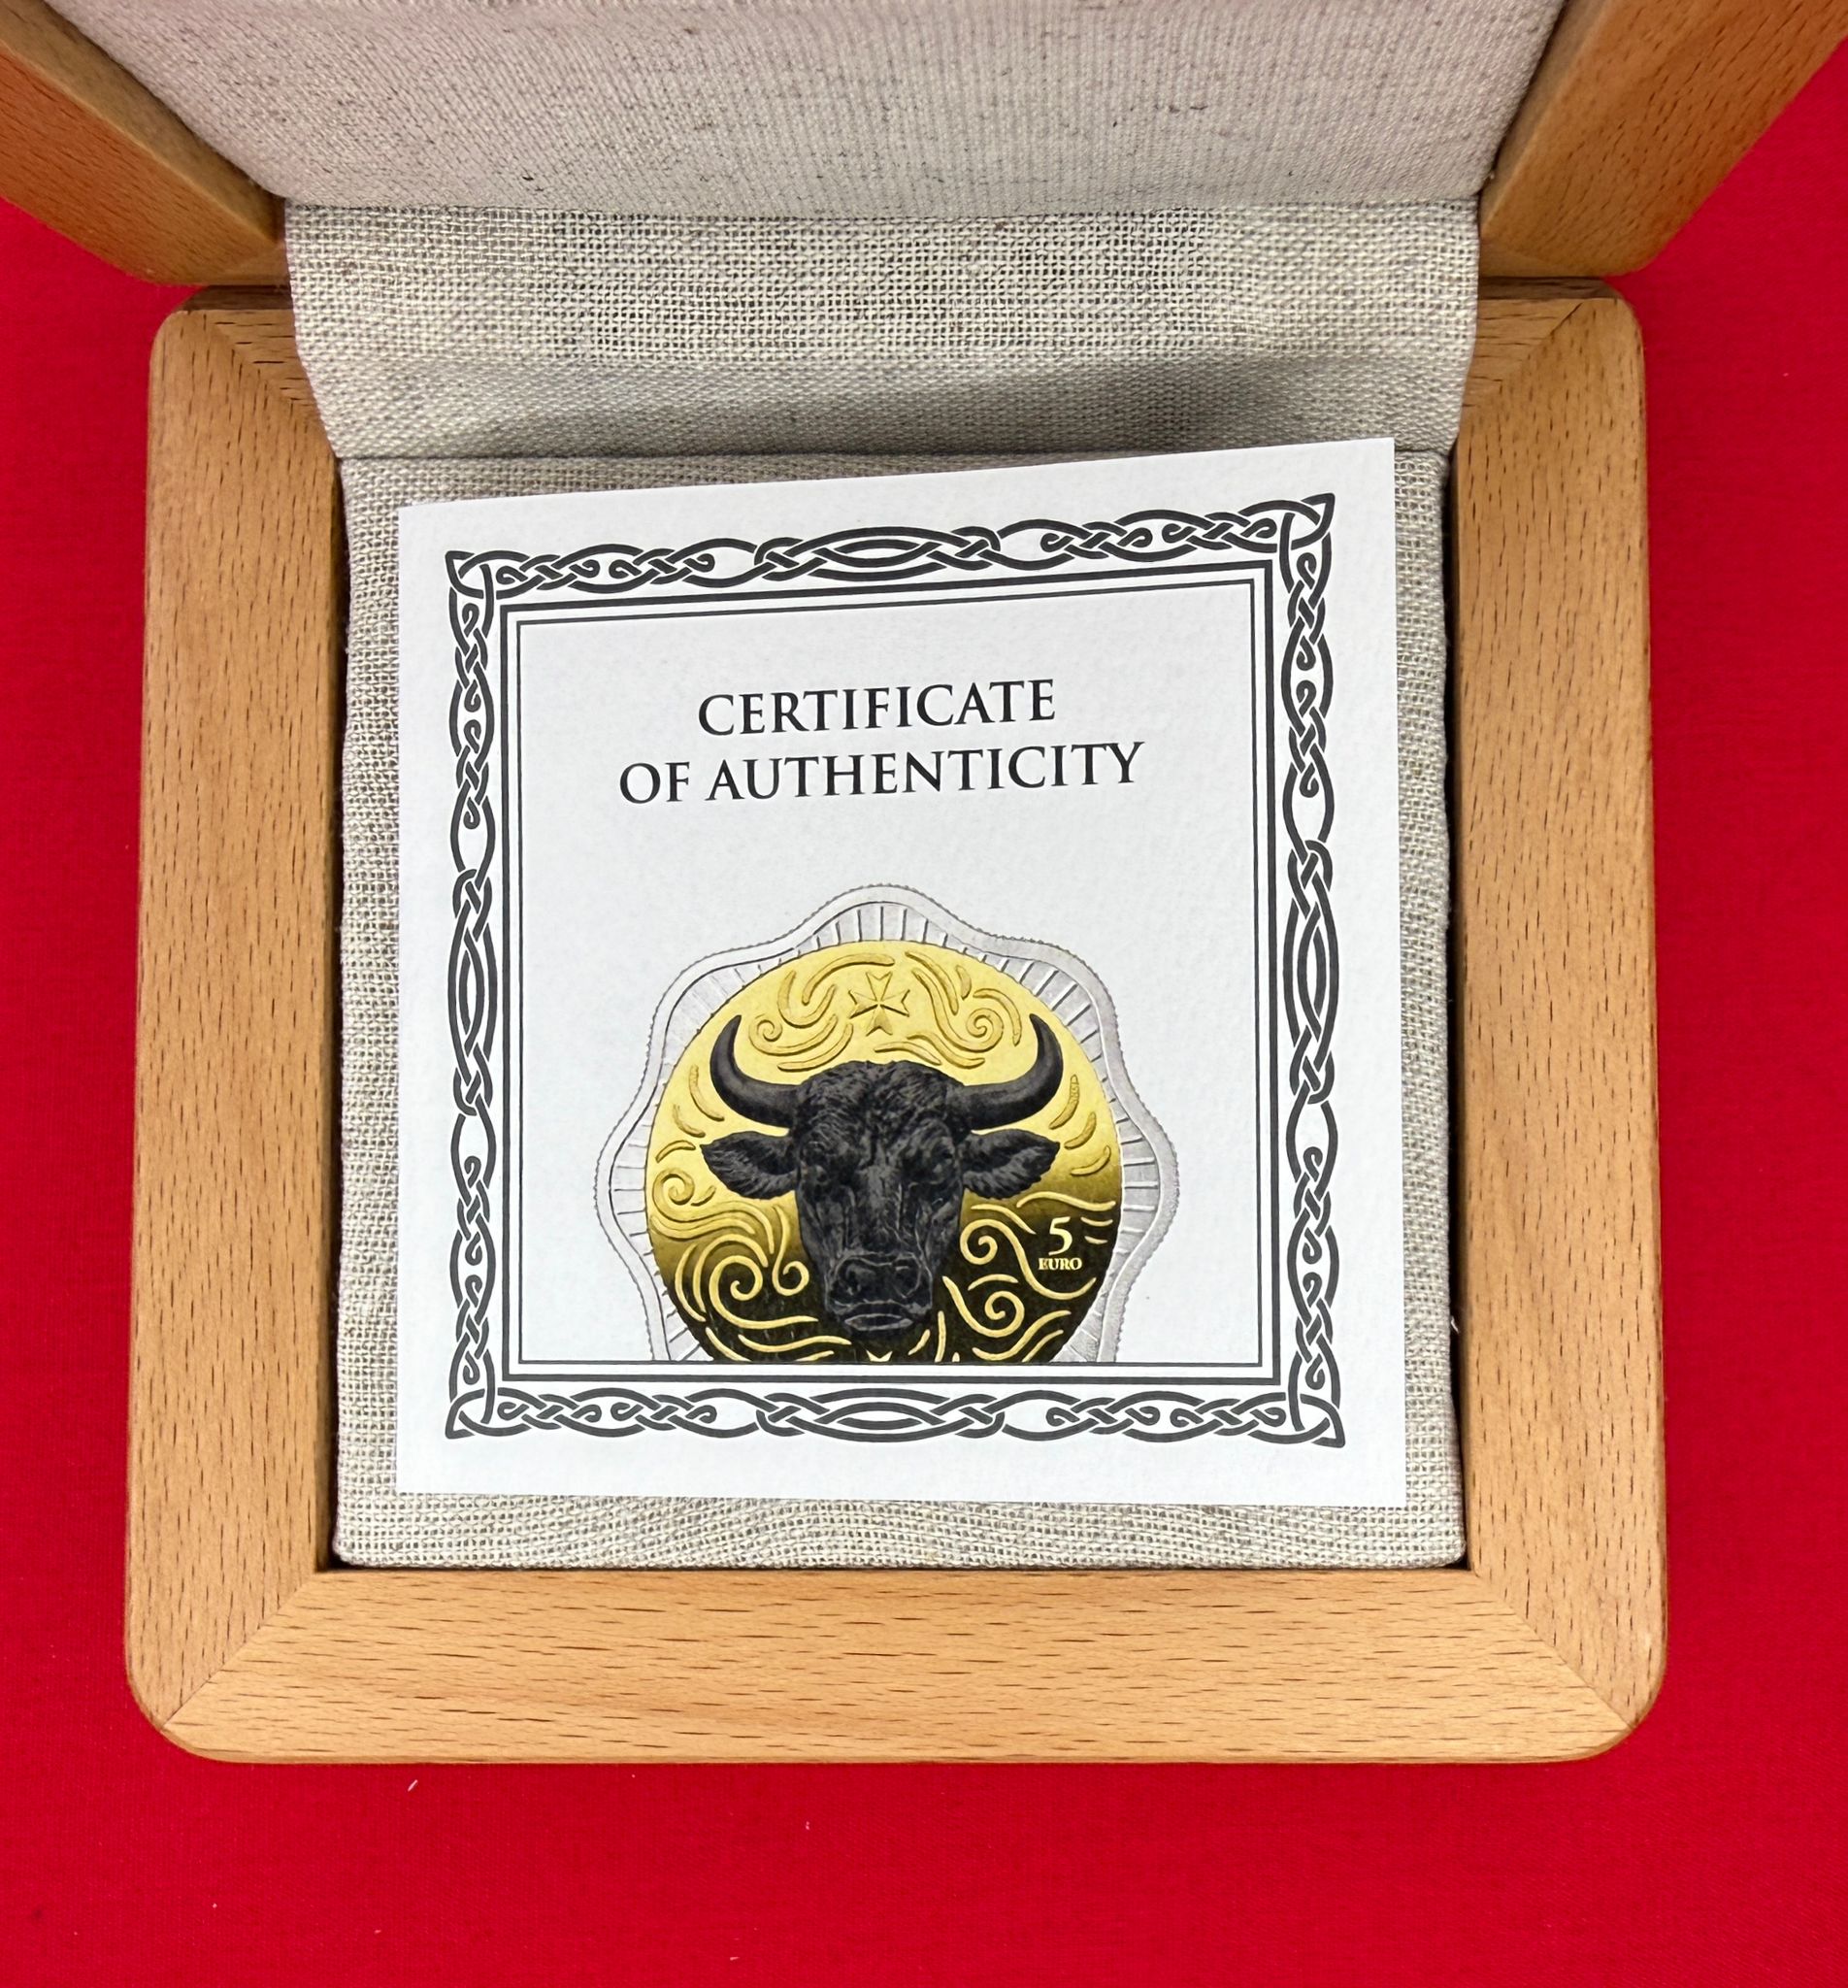 CERTIFICATE
OF AUTHENTICITY
5
EURO